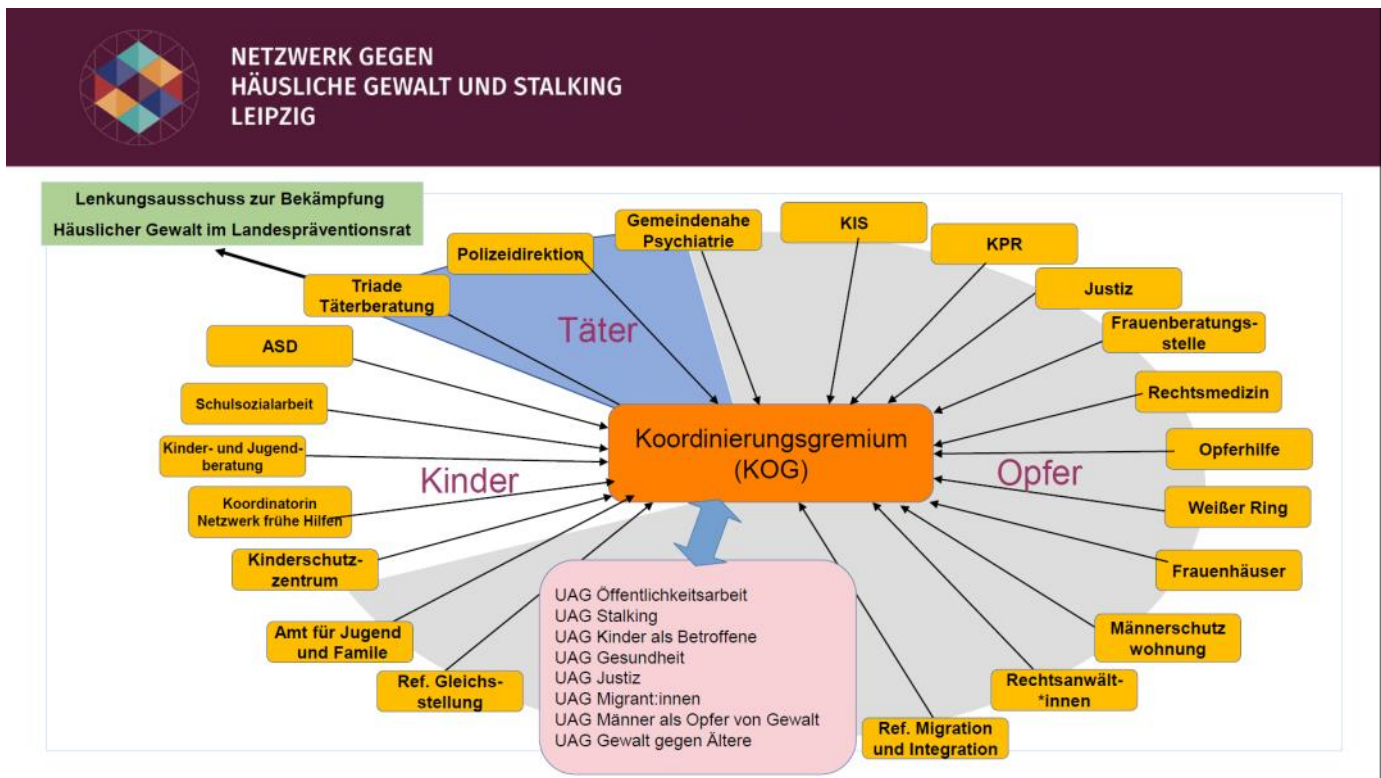 NETZWERK GEGEN
HÄUSLICHE GEWALT UND STALKING
LEIPZIG
Lenkungsausschuss zur Bekämpfung
Häuslicher Gewalt im Landespräventionsrat
Triade
Täterberatung
Polizeidirektion
Gemeindenahe
Psychiatrie
KIS
KPR
Justiz
Frauenberatungs-
stelle
Rechtsmedizin
Opferhilfe
Weißer Ring
Frauenhäuser
Männerschutz
wohnung
Rechtsanwält-
*innen
Ref. Migration
und Integration
Täter
ASD
Schulsozialarbeit
Kinder- und Jugend-
beratung
Koordinatorin
Netzwerk frühe Hilfen
Kinderschutz-
zentrum
Amt für Jugend
und Famile
Ref. Gleichs-
stellung
Kinder
Koordinierungsgremium
(KOG)
Opfer
UAG Öffentlichkeitsarbeit
UAG Stalking
UAG Kinder als Betroffene
UAG Gesundheit
UAG Justiz
UAG Migrant:innen
UAG Männer als Opfer von Gewalt
UAG Gewalt gegen Ältere